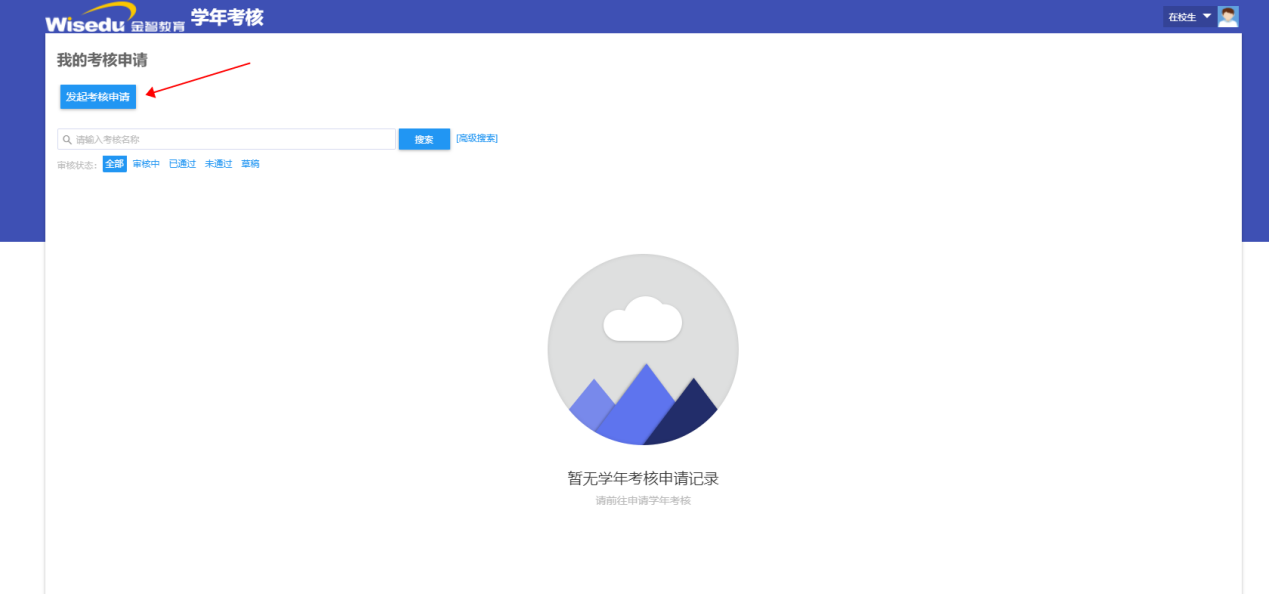 Wisedu 金智教育 学年考核
在校生
我的考核申请
发起考核申请
请输入考核名称 搜索 [高级搜索]
审核状态: 全部 审核中 已通过 未通过 草稿
暂无学年考核申请记录
请前往申请学年考核